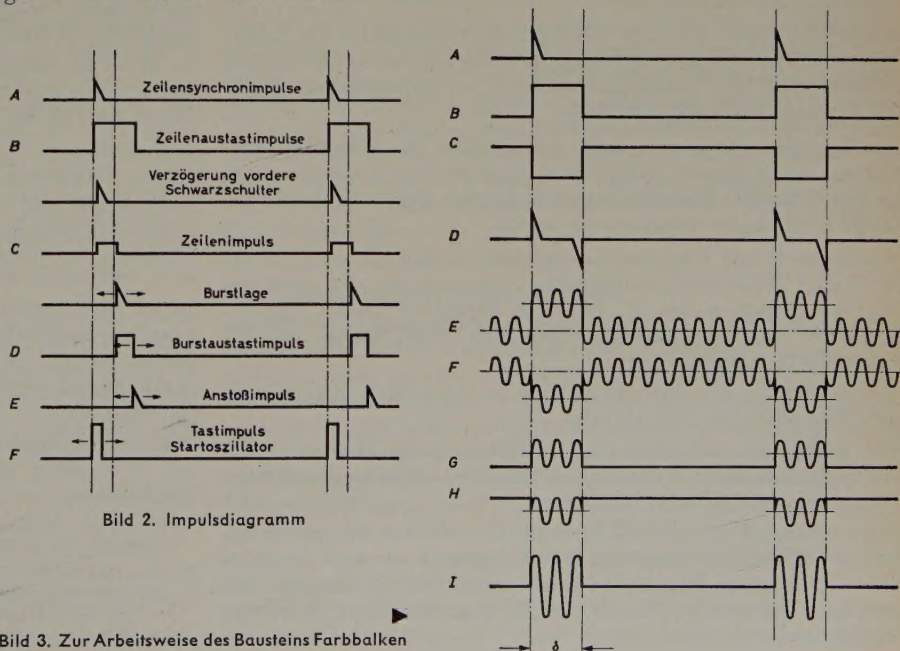 A
Zeilensynchronimpulse
B
Zeilenaustastimpulse
Verzögerung vordere
Schwarzschulter
C
Zeilenimpuls
Burstlage
D
Burstaustastimpuls
E
Anstoßimpuls
F
Tastimpuls
Startoszillator
Bild 2. Impulsdiagramm
A
B
C
D
E
F
G
H
I
δ
Bild 3. Zur Arbeitsweise des Bausteins Farbbalken